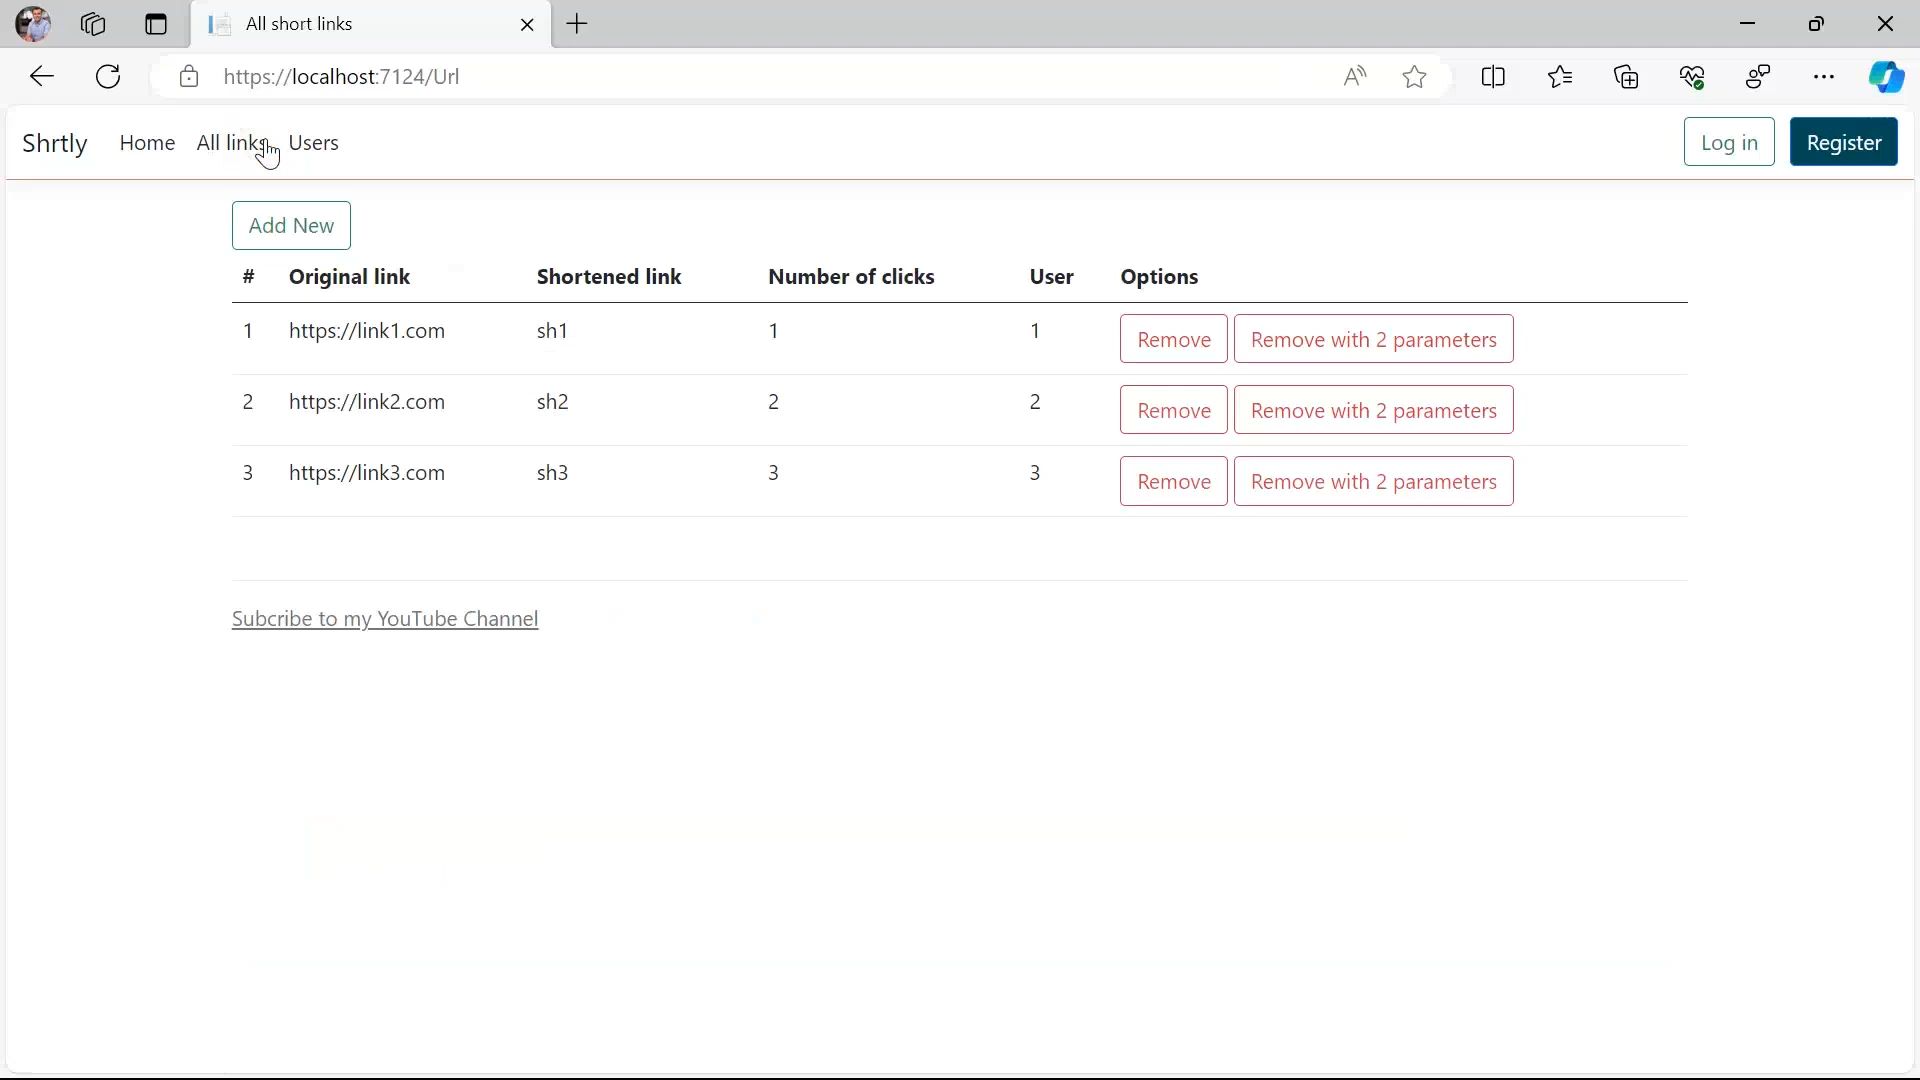 All short links
https://localhost:7124/Url
Shrtly Home All links Users Log in Register
Add New
# Original link Shortened link Number of clicks User Options
1 https://link1.com sh1 1 1 Remove Remove with 2 parameters
2 https://link2.com sh2 2 2 Remove Remove with 2 parameters
3 https://link3.com sh3 3 3 Remove Remove with 2 parameters
Subcribe to my YouTube Channel